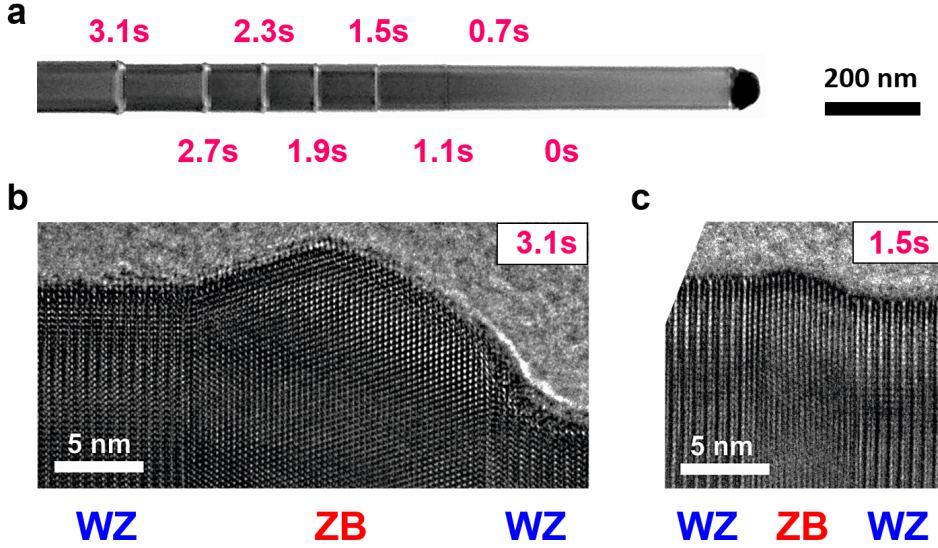 a
3.1s 2.3s 1.5s 0.7s
200 nm
2.7s 1.9s 1.1s 0s
b
3.1s
5 nm
WZ ZB WZ
c
1.5s
5 nm
WZ ZB WZ